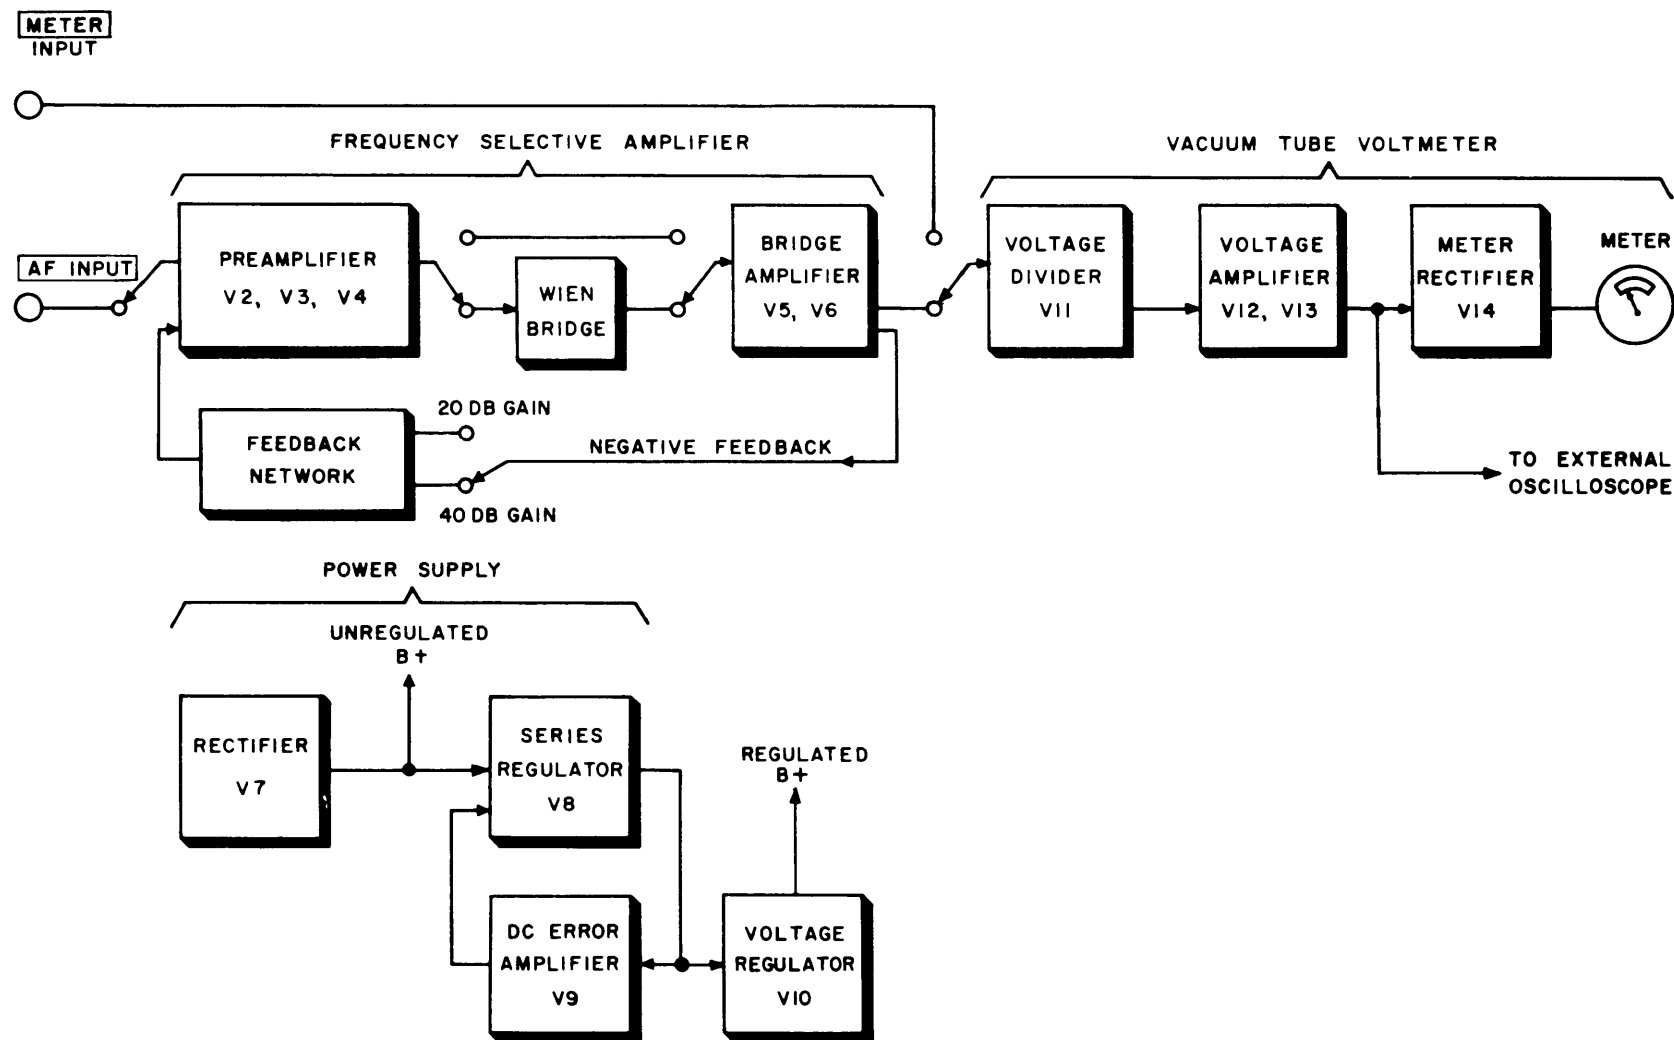 METER
INPUT
FREQUENCY SELECTIVE AMPLIFIER
VACUUM TUBE VOLTMETER
AF INPUT
PREAMPLIFIER
V2, V3, V4
WIEN
BRIDGE
BRIDGE
AMPLIFIER
V5, V6
VOLTAGE
DIVIDER
V11
VOLTAGE
AMPLIFIER
V12, V13
METER
RECTIFIER
V14
METER
FEEDBACK
NETWORK
20 DB GAIN
40 DB GAIN
NEGATIVE FEEDBACK
TO EXTERNAL
OSCILLOSCOPE
POWER SUPPLY
UNREGULATED
B+
RECTIFIER
V7
SERIES
REGULATOR
V8
REGULATED
B+
DC ERROR
AMPLIFIER
V9
VOLTAGE
REGULATOR
V10